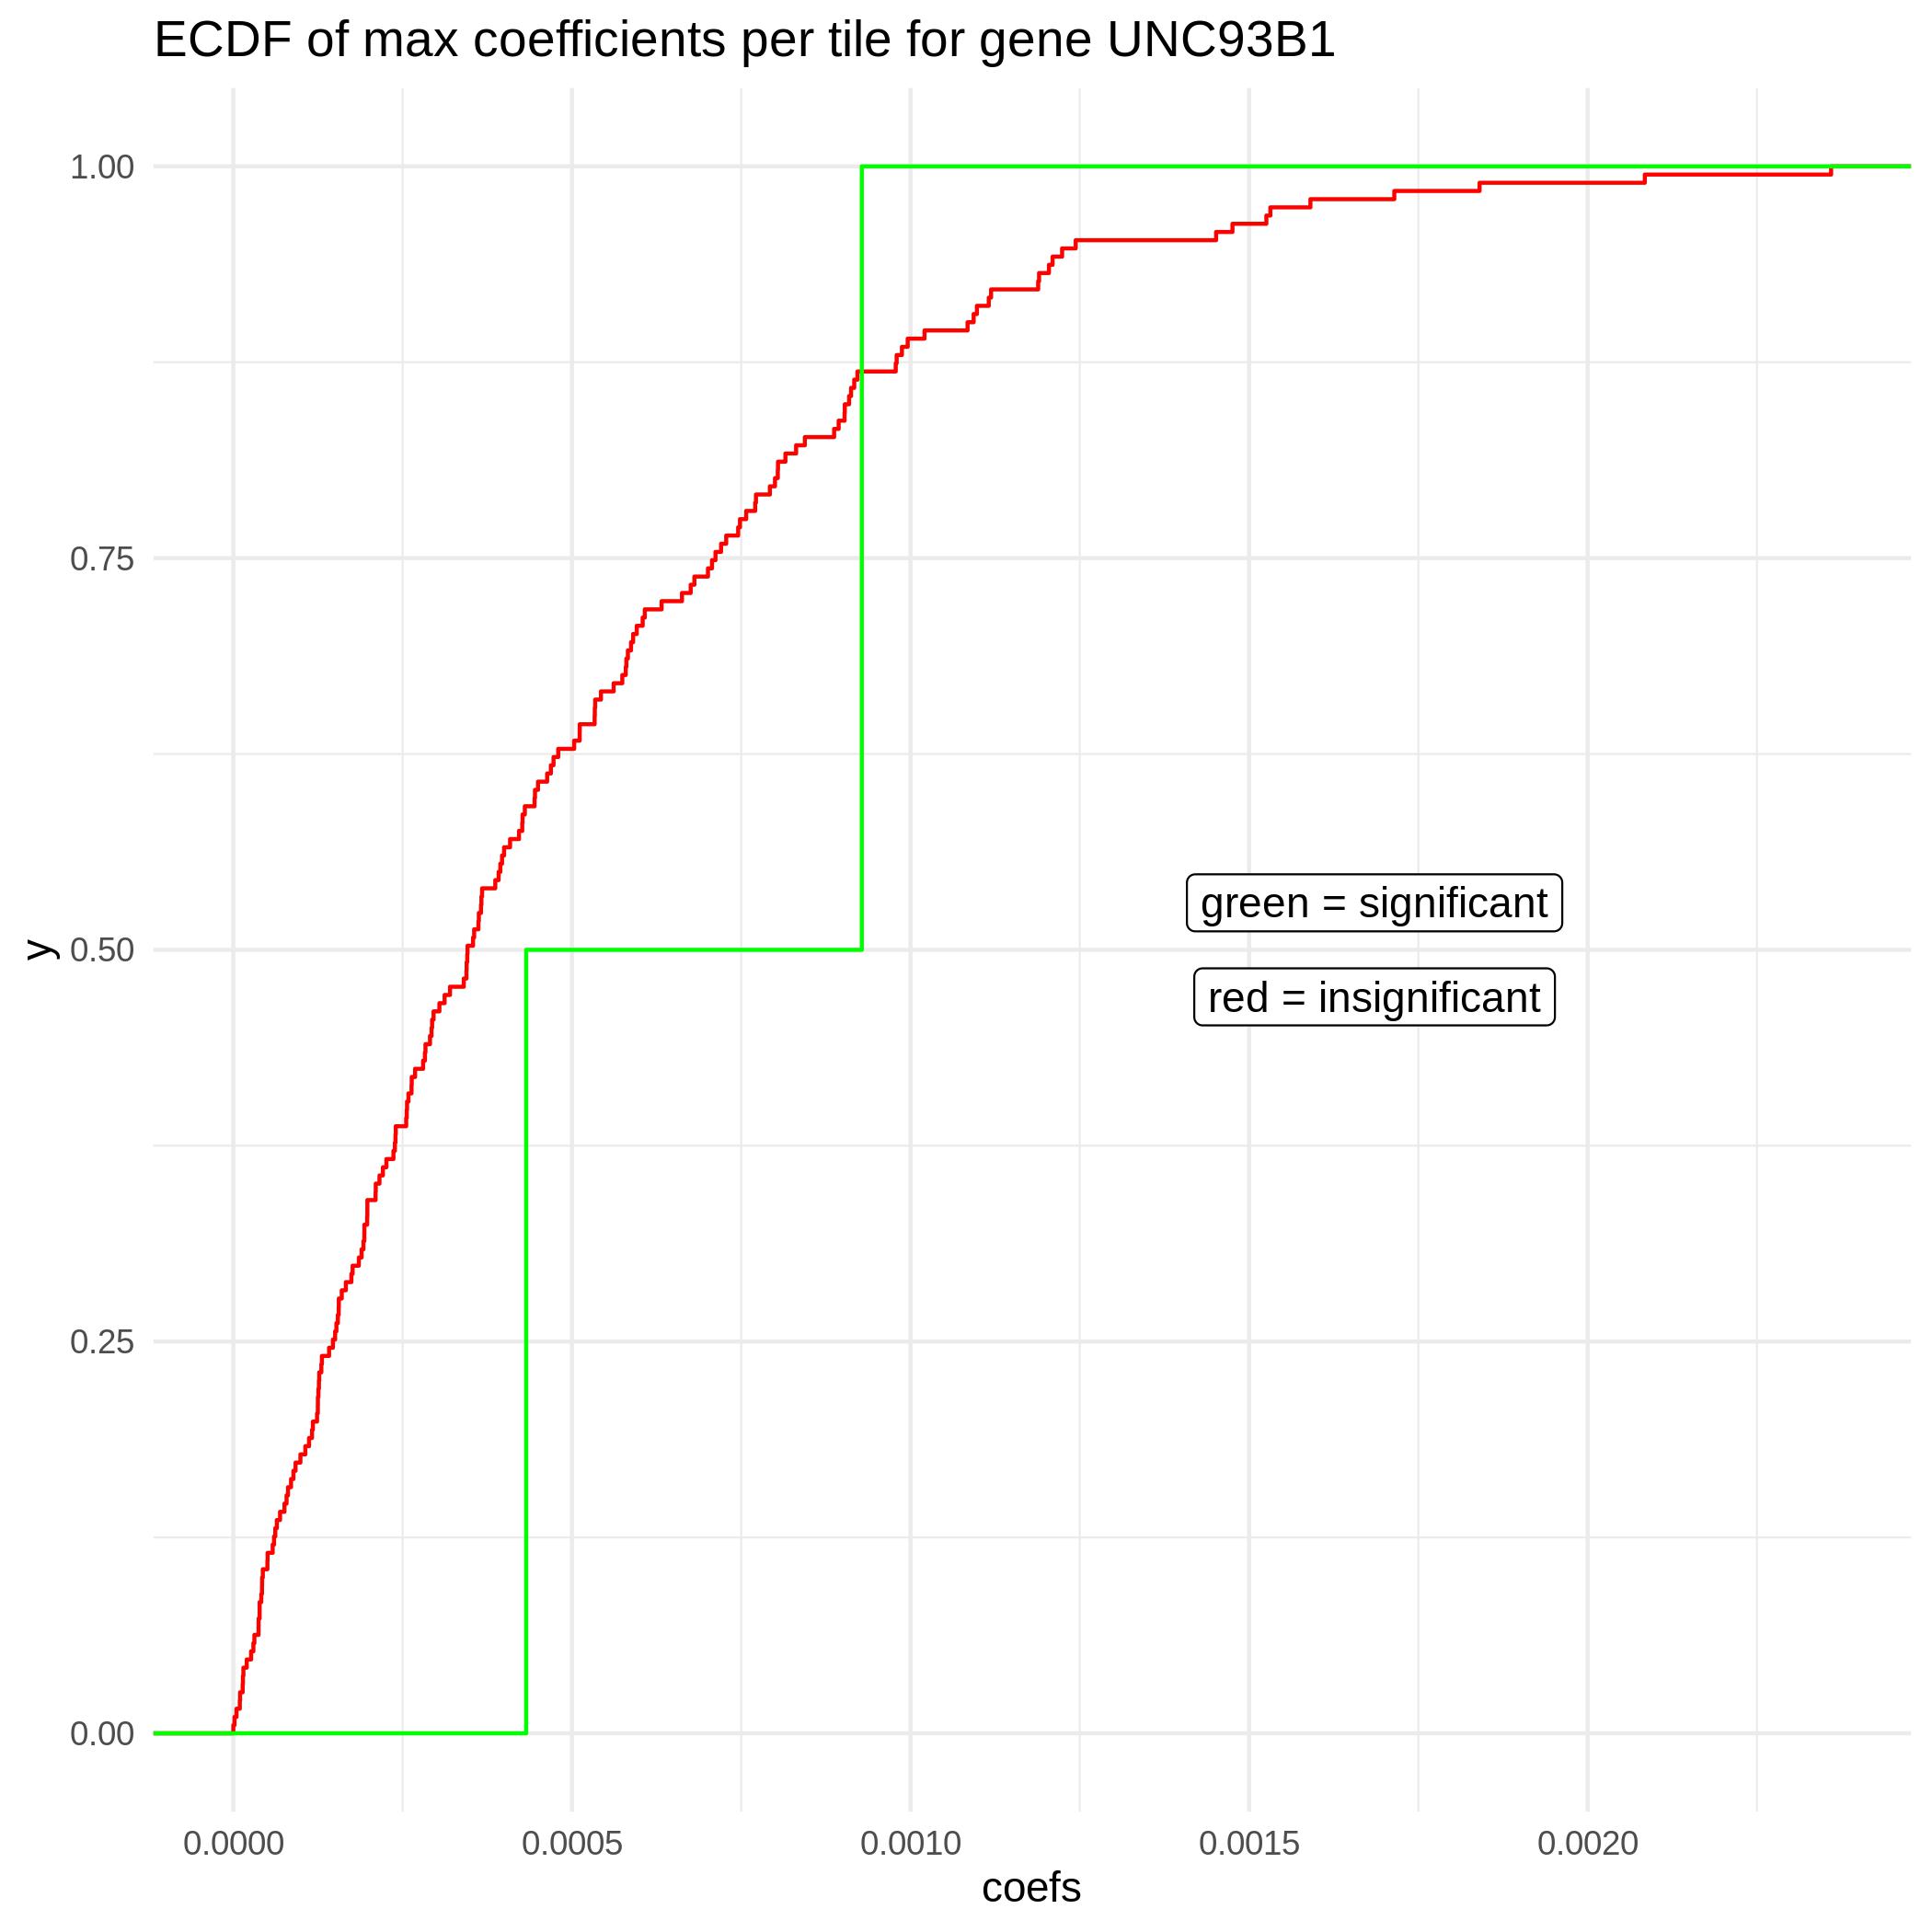 ECDF of max coefficients per tile for gene UNC93B1
1.00
0.75
0.50
0.25
0.00
y
green = significant
red = insignificant
0.0000 0.0005 0.0010 0.0015 0.0020
coefs